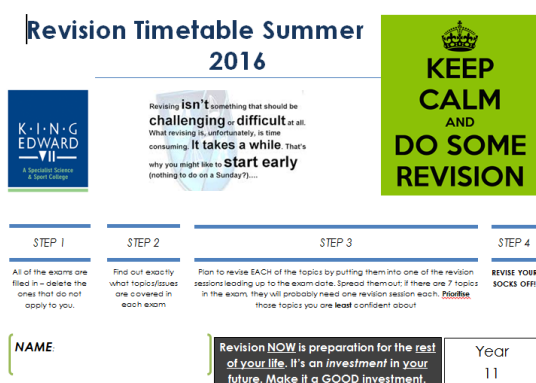 Revision Timetable Summer
2016
KEEP
CALM
AND
DO SOME
REVISION
K·I·N·G
EDWARD
VII
A Specialist Science
& Sport College
Revising isn't something that should be
challenging or difficult at all.
What revising is, unfortunately, is time
consuming. It takes a while. That's
why you might like to start early
(nothing to do on a Sunday?)....
STEP 1
All of the exams are
filled in – delete the
ones that do not
apply to you.
STEP 2
Find out exactly
what topics/issues
are covered in
each exam
STEP 3
Plan to revise EACH of the topics by putting them into one of the revision
sessions leading up to the exam date. Spread them out; if there are 7 topics
in the exam, they will probably need one revision session each. Prioritise
those topics you are least confident about
STEP 4
REVISE YOUR
SOCKS OFF!
NAME:
Revision NOW is preparation for the rest
of your life. It's an investment in your
future. Make it a GOOD investment.
Year
11